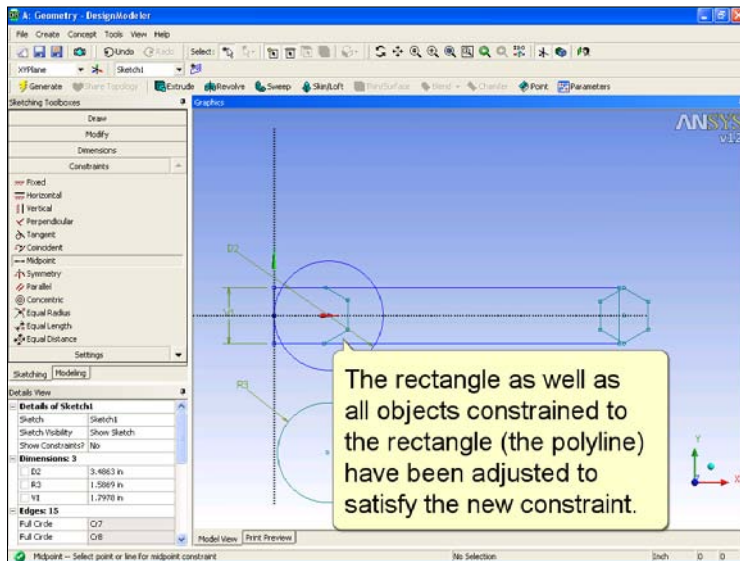 A: Geometry - DesignModeler
File Create Concept Tools View Help
Undo Redo Select:
XYPlane Sketch1
Generate Share Topology Extrude Revolve Sweep Skin/Loft Thin/Surface Blend Chamfer Point Parameters
Sketching Toolboxes
Draw
Modify
Dimensions
Constraints
Fixed
Horizontal
Vertical
Perpendicular
Tangent
Coincident
Midpoint
Symmetry
Parallel
Concentric
Equal Radius
Equal Length
Equal Distance
Settings
Sketching Modeling
Details View
Details of Sketch1
Sketch Sketch1
Sketch Visibility Show Sketch
Show Constraints? No
Dimensions: 3
D2 3.4863 in
R3 1.5869 in
V1 1.7978 in
Edges: 15
Full Circle Cr7
Full Circle Cr8
Graphics
ANSYS
v12
D2
V1
R3
The rectangle as well as
all objects constrained to
the rectangle (the polyline)
have been adjusted to
satisfy the new constraint.
Y
X
Z
Model View Print Preview
Midpoint -- Select point or line for midpoint constraint No Selection Inch 0 0